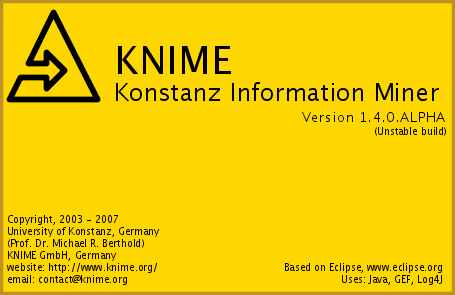 KNIME
Konstanz Information Miner
Version 1.4.0.ALPHA
(Unstable build)
Copyright, 2003 - 2007
University of Konstanz, Germany
(Prof. Dr. Michael R. Berthold)
KNIME GmbH, Germany
website: http://www.knime.org/
email: contact@knime.org
Based on Eclipse, www.eclipse.org
Uses: Java, GEF, Log4J